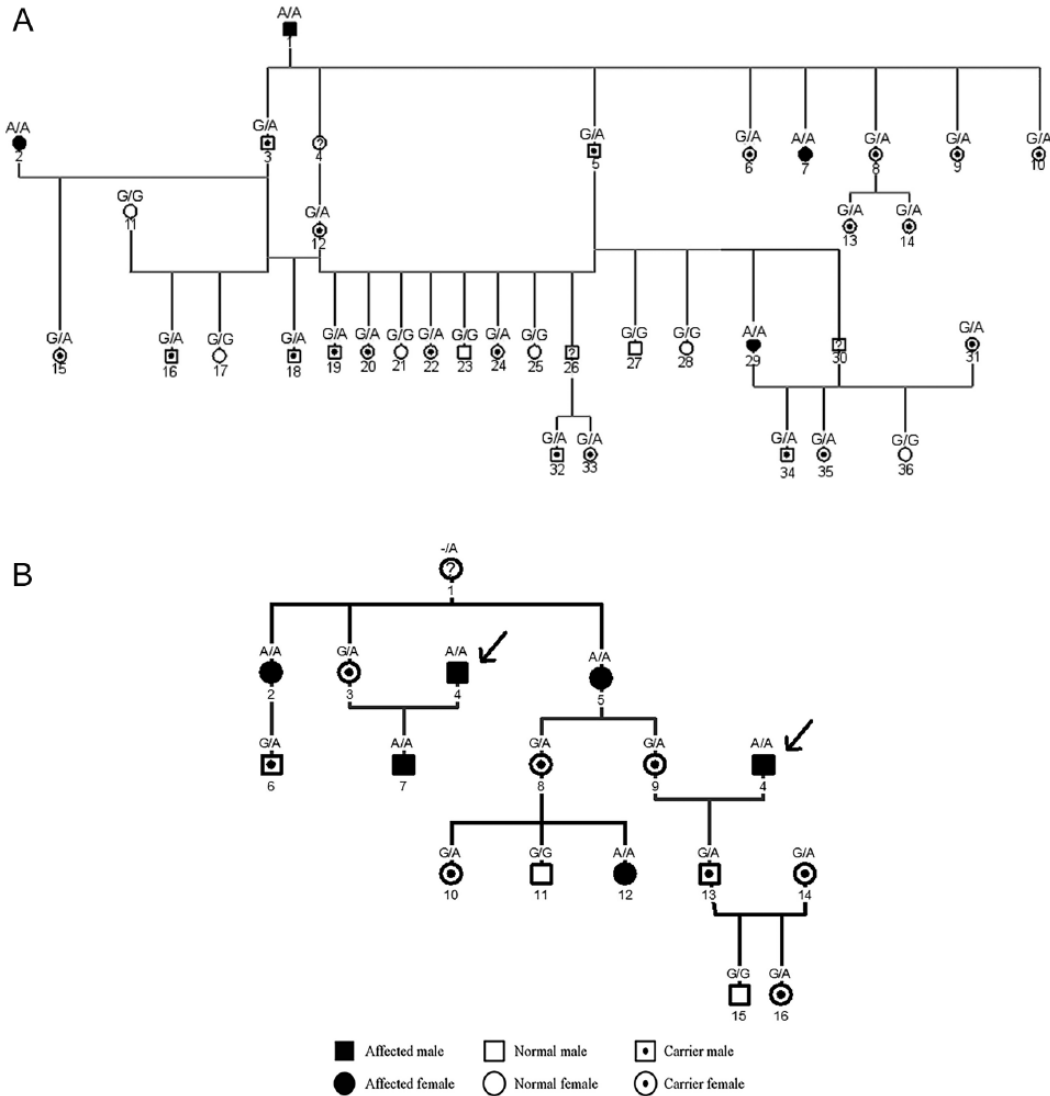 A
A/A
1
G/A G/A
3 ? 5
4
A/A
2
G/A A/A G/A G/A G/A
6 7 8 9 10
G/G
11
G/A
12
G/A G/A
13 14
G/A G/A G/G G/A G/A G/A G/G G/A G/G G/A G/G ? G/G G/G A/A ? G/A
15 16 17 18 19 20 21 22 23 24 25 26 27 28 29 30 31
G/A G/A G/A G/A G/G
32 33 34 35 36
B
-/A
?
1
A/A G/A A/A A/A
2 3 4 5
G/A A/A G/A G/A A/A
6 7 8 9 4
G/A G/G A/A G/A G/A
10 11 12 13 14
G/G G/A
15 16
Affected male Normal male Carrier male
Affected female Normal female Carrier female